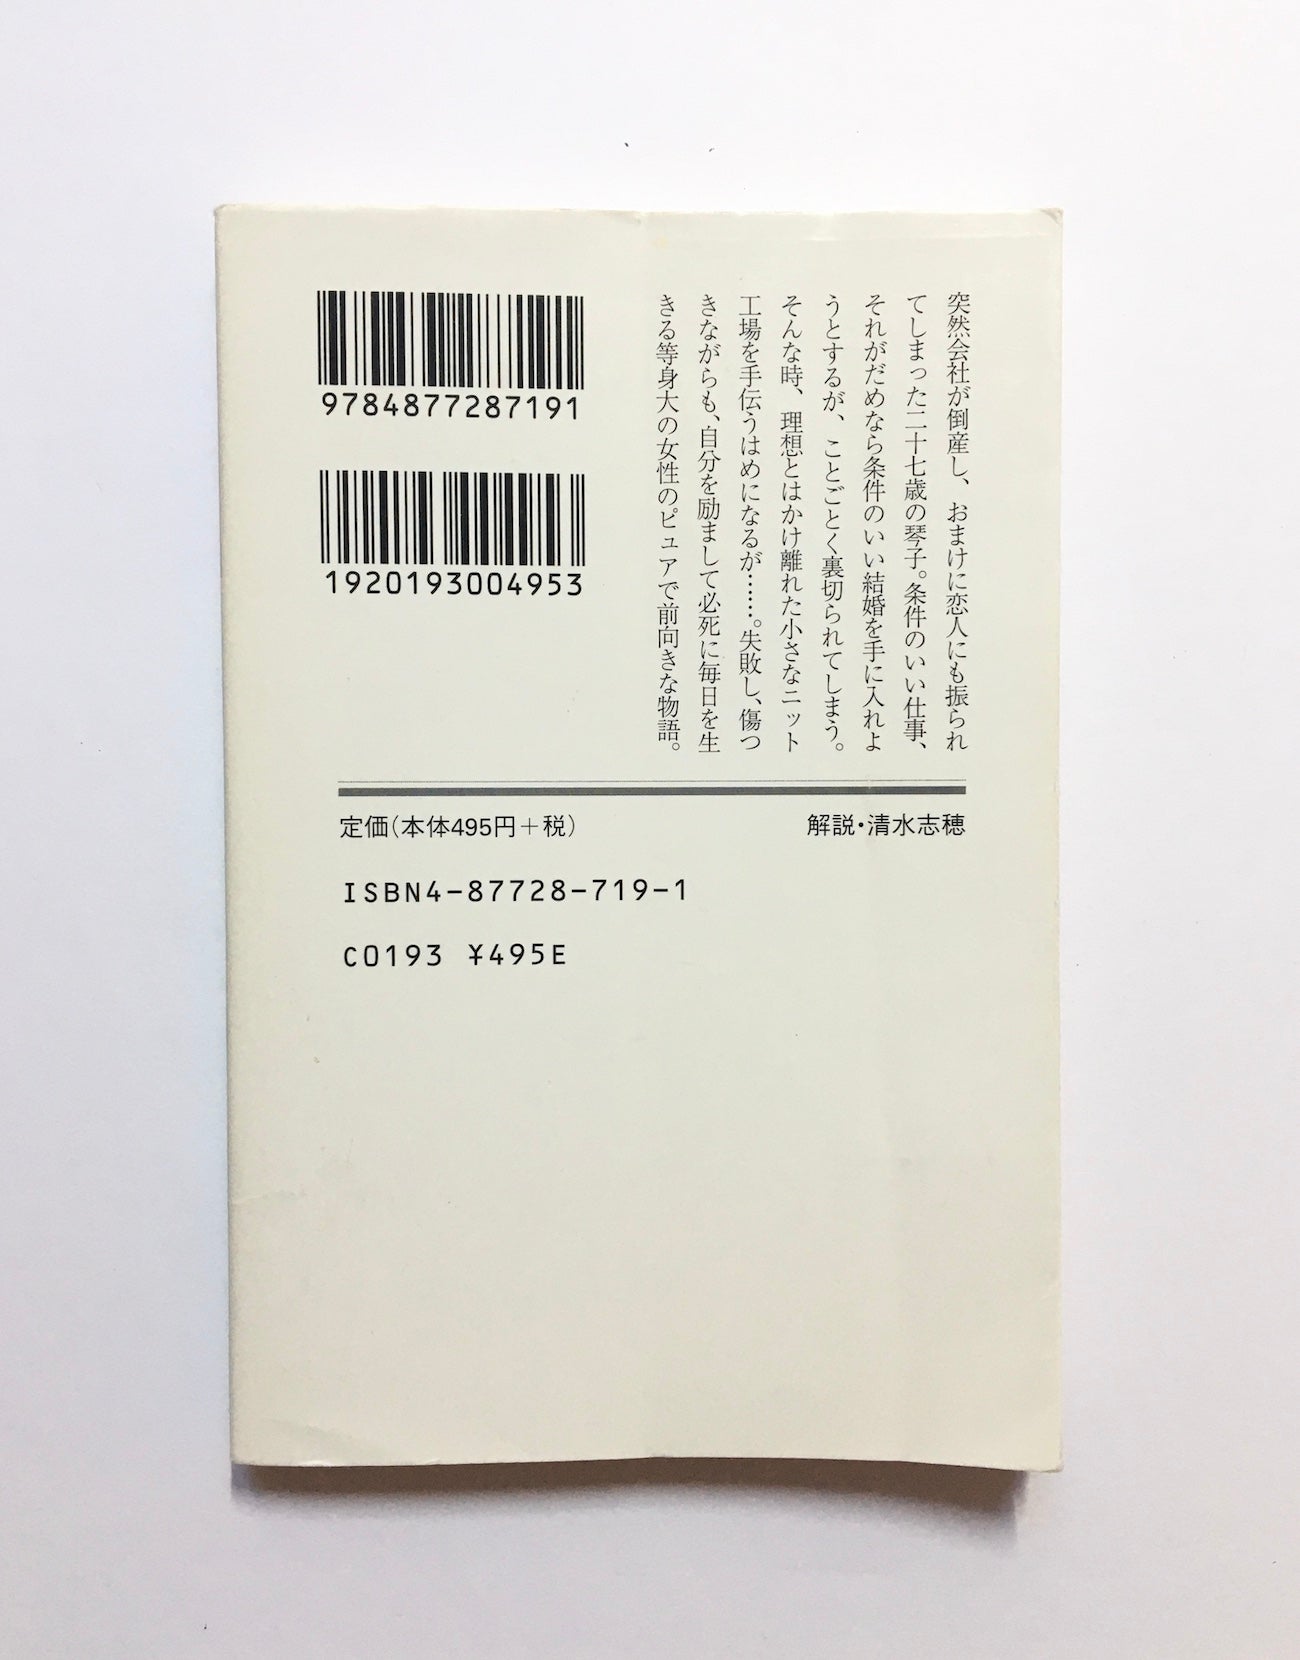 突然会社が倒産し、おまけに恋人にも振られ
てしまった二十七歳の琴子。条件のいい仕事、
それがだめなら条件のいい結婚を手に入れよ
うとするが、ことごとく裏切られてしまう。
そんな時、理想とはかけ離れた小さなニット
工場を手伝うはめになるが……。失敗し、傷つ
きながらも、自分を励まして必死に毎日を生
きる等身大の女性のピュアで前向きな物語。
9784877287191
1920193004953
解説・清水志穂
定価(本体495円+税)
ISBN4-87728-719-1
C0193 ¥495E